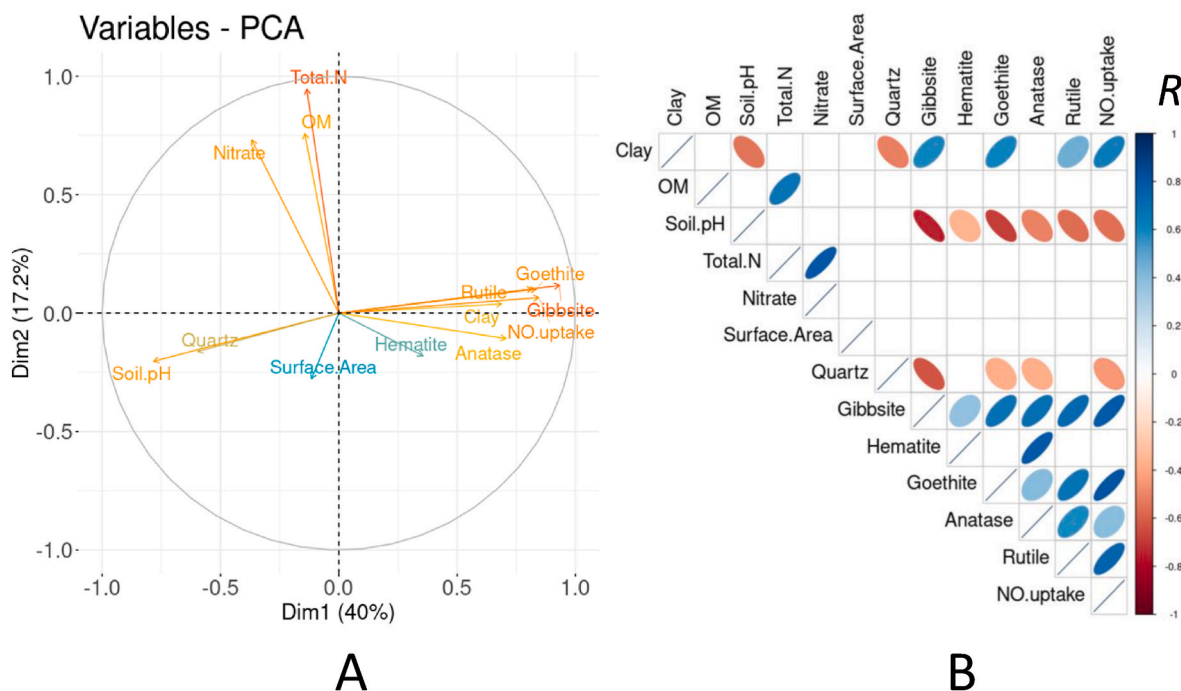 Variables - PCA
1.0
0.5
0.0
-0.5
-1.0
Dim2 (17.2%)
Total.N
OM
Nitrate
Goethite
Rutile
Gibbsite
Clay
NO.uptake
Quartz
Hematite
Anatase
Surface.Area
Soil.pH
-1.0 -0.5 0.0 0.5 1.0
Dim1 (40%)
A
Clay OM Soil.pH Total.N Nitrate Surface.Area Quartz Gibbsite Hematite Goethite Anatase Rutile NO.uptake
R
Clay
OM
Soil.pH
Total.N
Nitrate
Surface.Area
Quartz
Gibbsite
Hematite
Goethite
Anatase
Rutile
NO.uptake
1
0.8
0.6
0.4
0.2
0
-0.2
-0.4
-0.6
-0.8
-1
B